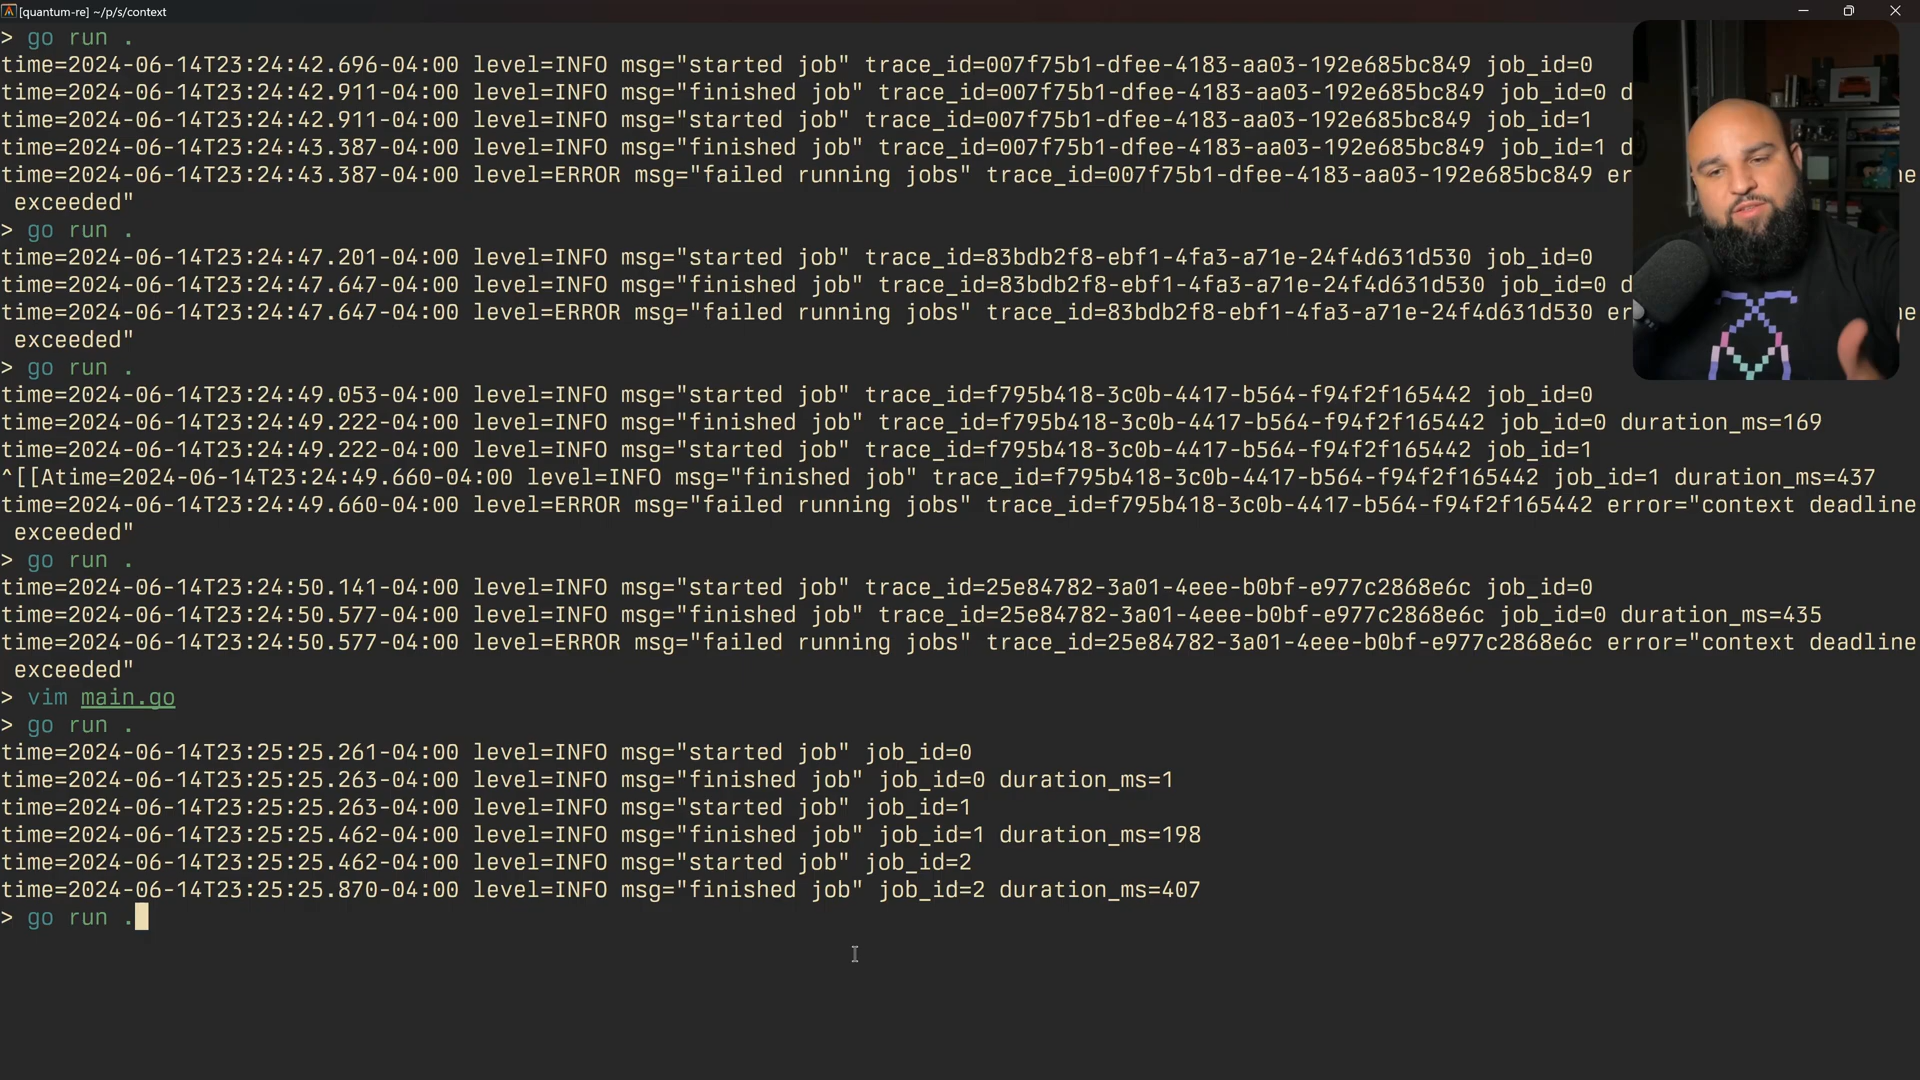 [quantum-re] ~/p/s/context
> go run .
time=2024-06-14T23:24:42.696-04:00 level=INFO msg="started job" trace_id=007f75b1-dfee-4183-aa03-192e685bc849 job_id=0
time=2024-06-14T23:24:42.911-04:00 level=INFO msg="finished job" trace_id=007f75b1-dfee-4183-aa03-192e685bc849 job_id=0 d
time=2024-06-14T23:24:42.911-04:00 level=INFO msg="started job" trace_id=007f75b1-dfee-4183-aa03-192e685bc849 job_id=1
time=2024-06-14T23:24:43.387-04:00 level=INFO msg="finished job" trace_id=007f75b1-dfee-4183-aa03-192e685bc849 job_id=1 d
time=2024-06-14T23:24:43.387-04:00 level=ERROR msg="failed running jobs" trace_id=007f75b1-dfee-4183-aa03-192e685bc849 er ne
exceeded"
> go run .
time=2024-06-14T23:24:47.201-04:00 level=INFO msg="started job" trace_id=83bdb2f8-ebf1-4fa3-a71e-24f4d631d530 job_id=0
time=2024-06-14T23:24:47.647-04:00 level=INFO msg="finished job" trace_id=83bdb2f8-ebf1-4fa3-a71e-24f4d631d530 job_id=0 d
time=2024-06-14T23:24:47.647-04:00 level=ERROR msg="failed running jobs" trace_id=83bdb2f8-ebf1-4fa3-a71e-24f4d631d530 er ne
exceeded"
> go run .
time=2024-06-14T23:24:49.053-04:00 level=INFO msg="started job" trace_id=f795b418-3c0b-4417-b564-f94f2f165442 job_id=0
time=2024-06-14T23:24:49.222-04:00 level=INFO msg="finished job" trace_id=f795b418-3c0b-4417-b564-f94f2f165442 job_id=0 duration_ms=169
time=2024-06-14T23:24:49.222-04:00 level=INFO msg="started job" trace_id=f795b418-3c0b-4417-b564-f94f2f165442 job_id=1
^[[Atime=2024-06-14T23:24:49.660-04:00 level=INFO msg="finished job" trace_id=f795b418-3c0b-4417-b564-f94f2f165442 job_id=1 duration_ms=437
time=2024-06-14T23:24:49.660-04:00 level=ERROR msg="failed running jobs" trace_id=f795b418-3c0b-4417-b564-f94f2f165442 error="context deadline
exceeded"
> go run .
time=2024-06-14T23:24:50.141-04:00 level=INFO msg="started job" trace_id=25e84782-3a01-4eee-b0bf-e977c2868e6c job_id=0
time=2024-06-14T23:24:50.577-04:00 level=INFO msg="finished job" trace_id=25e84782-3a01-4eee-b0bf-e977c2868e6c job_id=0 duration_ms=435
time=2024-06-14T23:24:50.577-04:00 level=ERROR msg="failed running jobs" trace_id=25e84782-3a01-4eee-b0bf-e977c2868e6c error="context deadline
exceeded"
> vim main.go
> go run .
time=2024-06-14T23:25:25.261-04:00 level=INFO msg="started job" job_id=0
time=2024-06-14T23:25:25.263-04:00 level=INFO msg="finished job" job_id=0 duration_ms=1
time=2024-06-14T23:25:25.263-04:00 level=INFO msg="started job" job_id=1
time=2024-06-14T23:25:25.462-04:00 level=INFO msg="finished job" job_id=1 duration_ms=198
time=2024-06-14T23:25:25.462-04:00 level=INFO msg="started job" job_id=2
time=2024-06-14T23:25:25.870-04:00 level=INFO msg="finished job" job_id=2 duration_ms=407
> go run .